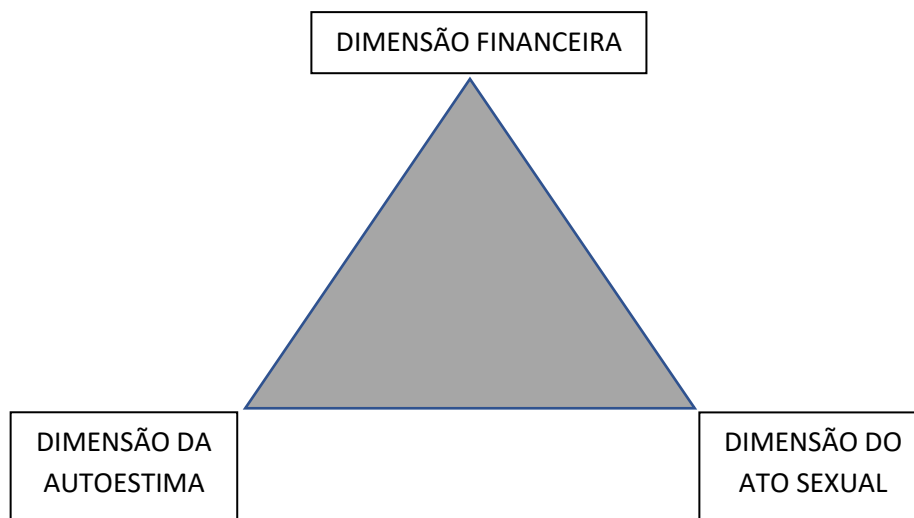 DIMENSÃO FINANCEIRA
DIMENSÃO DA
AUTOESTIMA
DIMENSÃO DO
ATO SEXUAL